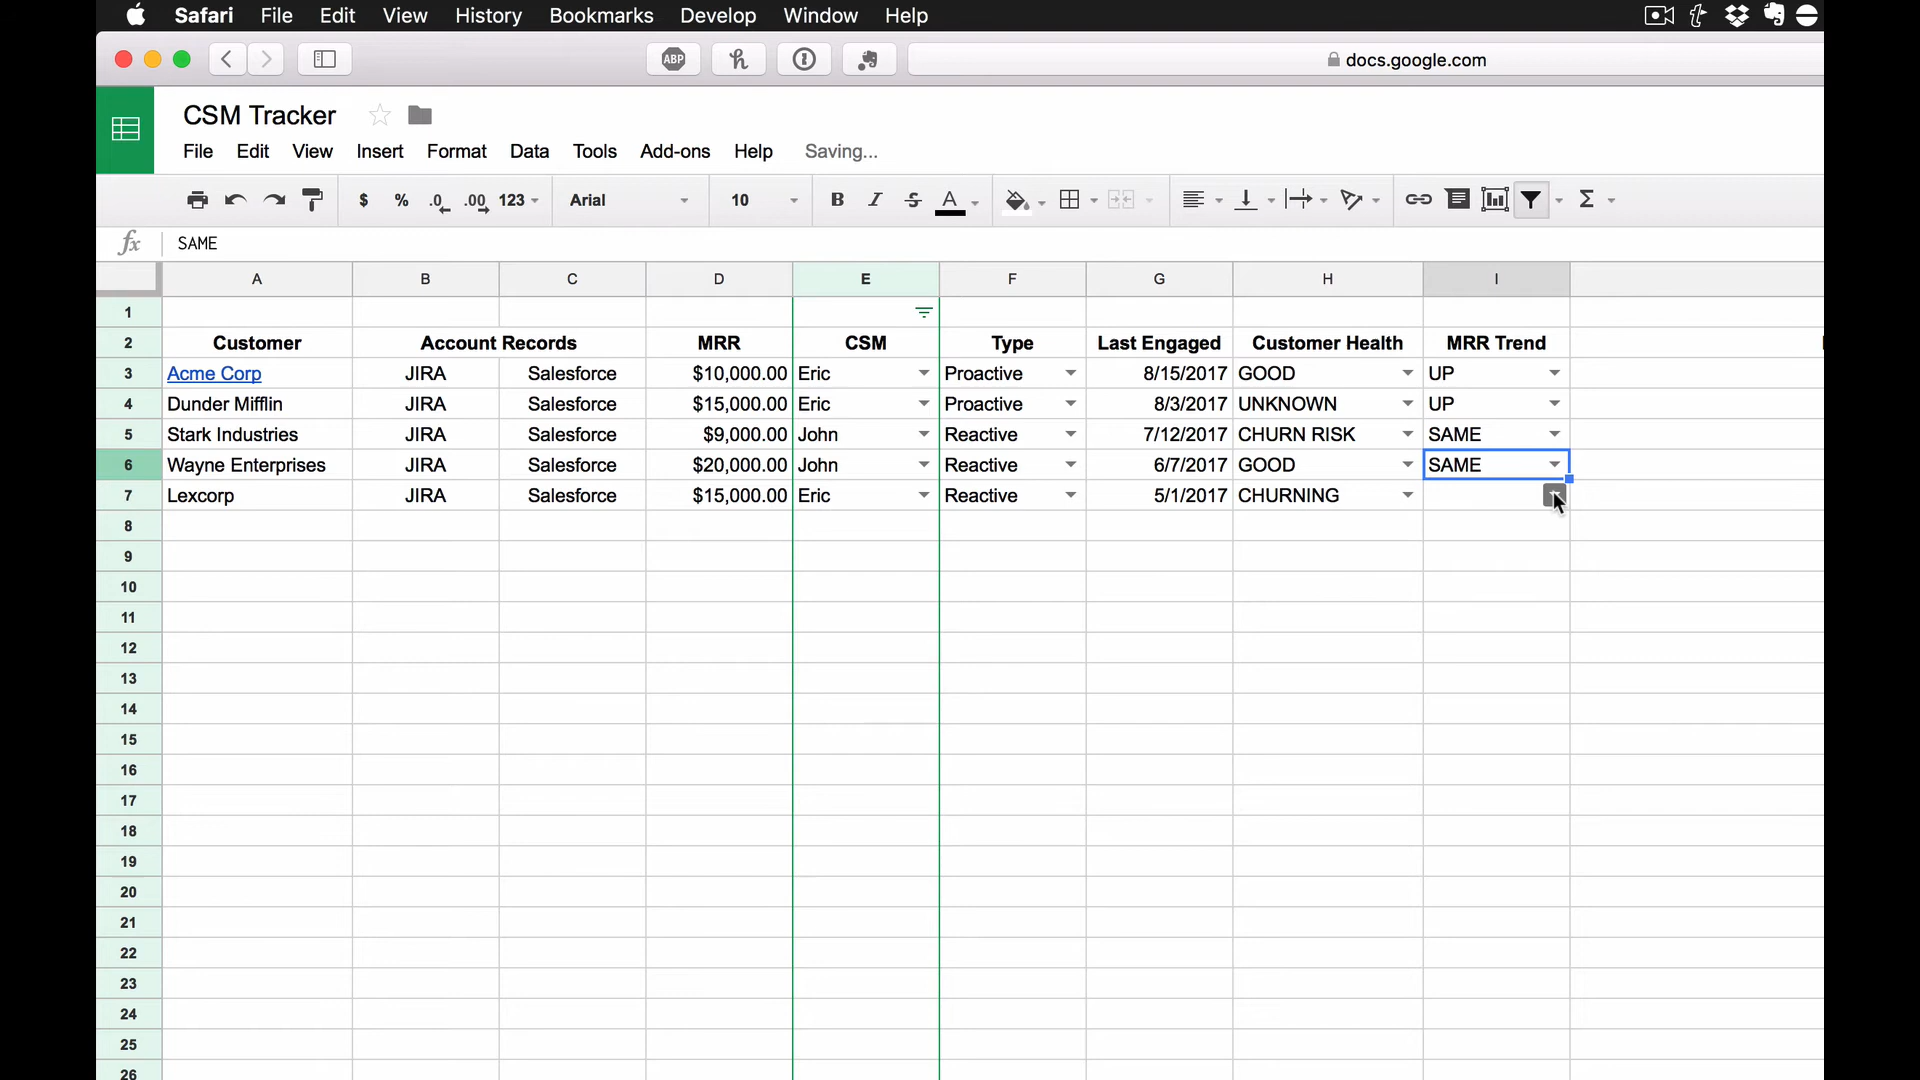 Safari File Edit View History Bookmarks Develop Window Help
ABP docs.google.com
CSM Tracker
File Edit View Insert Format Data Tools Add-ons Help Saving...
$ % .0 .00 123 Arial 10 B I S A Σ
fx SAME
A B C D E F G H I
1
2 Customer Account Records MRR CSM Type Last Engaged Customer Health MRR Trend
3 Acme Corp JIRA Salesforce $10,000.00 Eric Proactive 8/15/2017 GOOD UP
4 Dunder Mifflin JIRA Salesforce $15,000.00 Eric Proactive 8/3/2017 UNKNOWN UP
5 Stark Industries JIRA Salesforce $9,000.00 John Reactive 7/12/2017 CHURN RISK SAME
6 Wayne Enterprises JIRA Salesforce $20,000.00 John Reactive 6/7/2017 GOOD SAME
7 Lexcorp JIRA Salesforce $15,000.00 Eric Reactive 5/1/2017 CHURNING
8
9
10
11
12
13
14
15
16
17
18
19
20
21
22
23
24
25
26